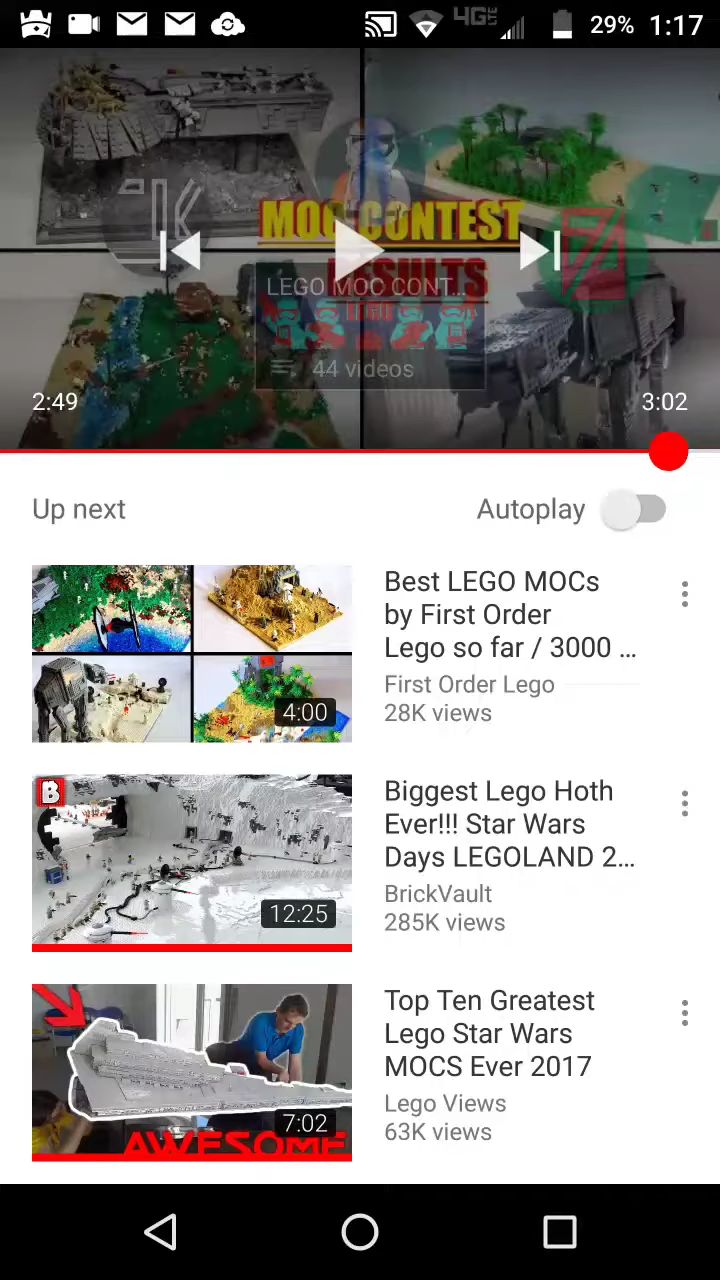 4G LTE 29% 1:17
MOC CONTEST
RESULTS
LEGO MOC CONT...
44 videos
2:49
3:02
Up next
Autoplay
Best LEGO MOCs
by First Order
Lego so far / 3000 ...
First Order Lego
28K views
4:00
B
Biggest Lego Hoth
Ever!!! Star Wars
Days LEGOLAND 2...
BrickVault
285K views
12:25
Top Ten Greatest
Lego Star Wars
MOCS Ever 2017
Lego Views
63K views
7:02
AWESOME